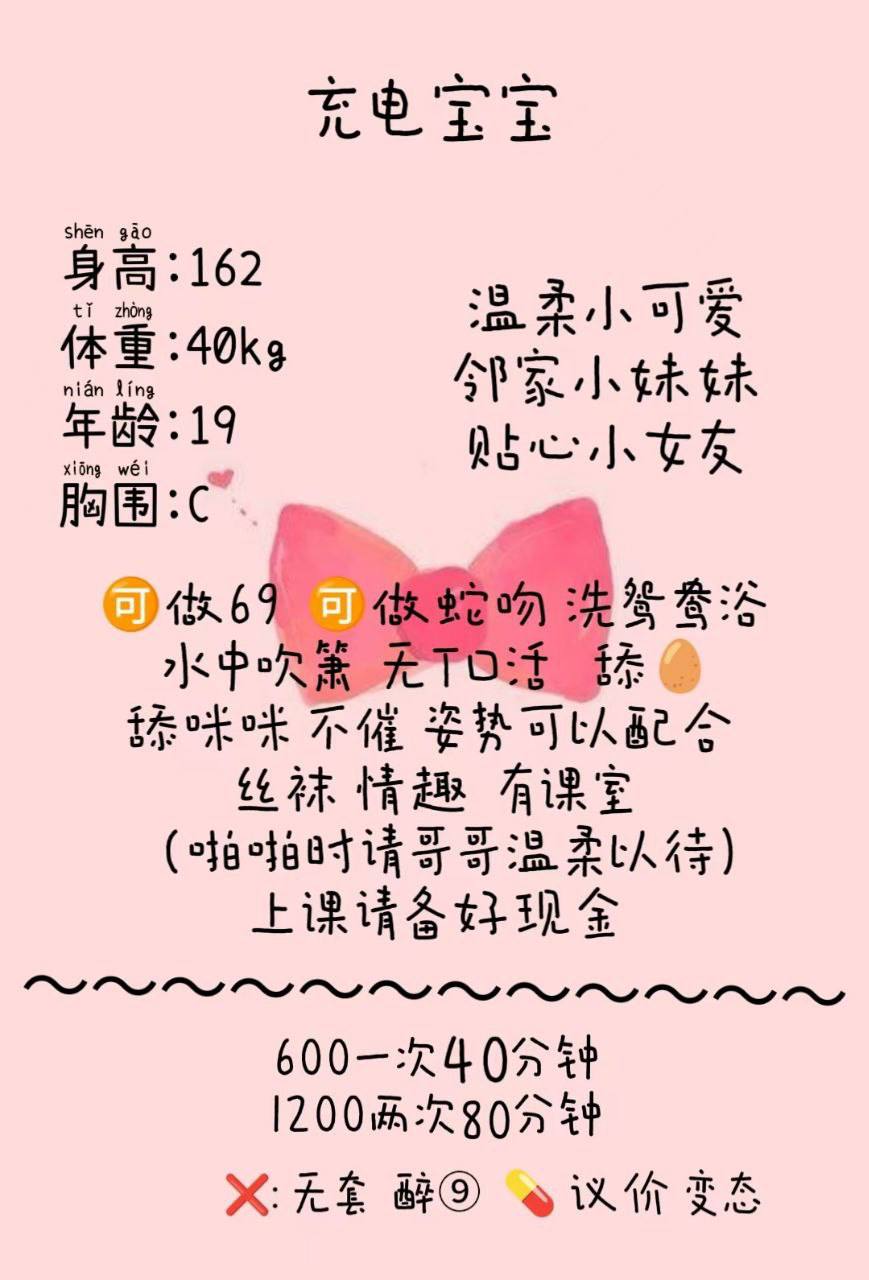 充电宝宝
shēn gāo
身高:162
tǐ zhòng
体重:40kg
nián líng
年龄:19
xiōng wéi
胸围:C
温柔小可爱
邻家小妹妹
贴心小女友
🉑做69 🉑做蛇吻 洗鸳鸯浴
水中吹箫 无TD活 舔🥚
舔咪咪 不催 姿势可以配合
丝袜 情趣 有课室
(啪啪时请哥哥温柔以待)
上课请备好现金
600一次40分钟
1200两次80分钟
❌:无套 醉⑨ 💊 议价 变态